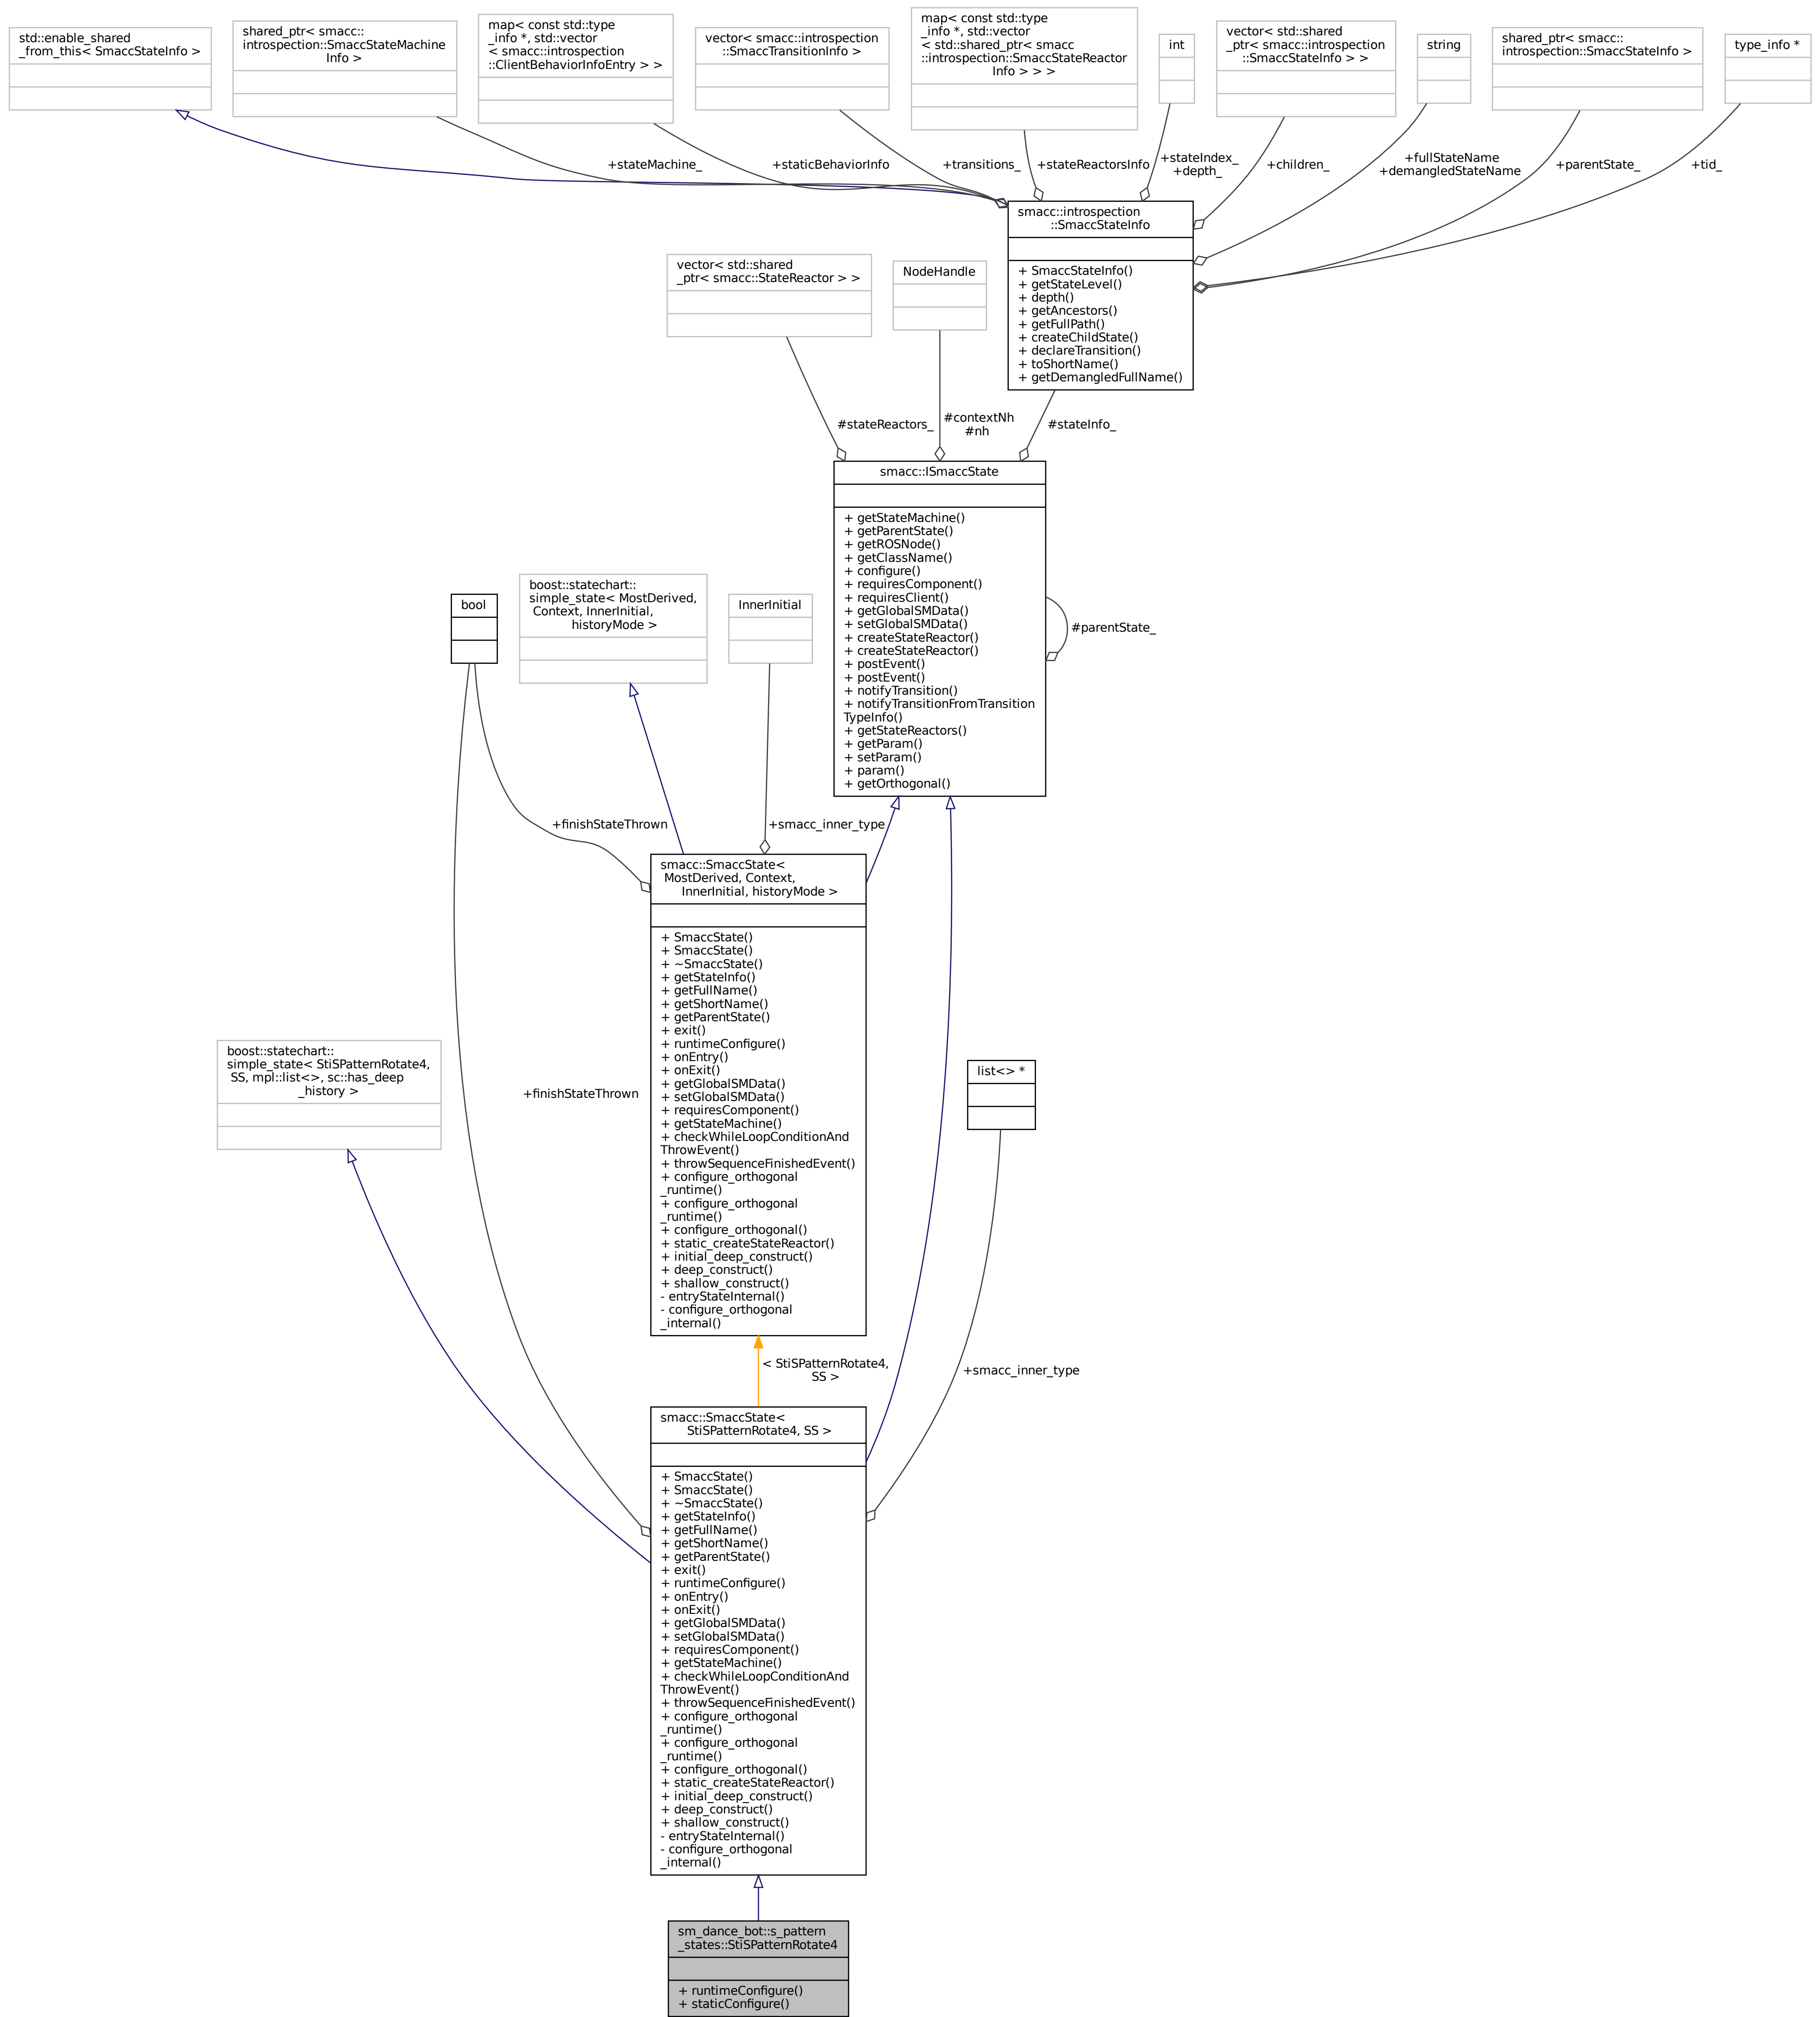 std::enable_shared
_from_this< SmaccStateInfo >
shared_ptr< smacc::
introspection::SmaccStateMachine
Info >
map< const std::type
_info *, std::vector
< smacc::introspection
::ClientBehaviorInfoEntry > >
vector< smacc::introspection
::SmaccTransitionInfo >
map< const std::type
_info *, std::vector
< std::shared_ptr< smacc
::introspection::SmaccStateReactor
Info > > >
int
vector< std::shared
_ptr< smacc::introspection
::SmaccStateInfo > >
string
shared_ptr< smacc::
introspection::SmaccStateInfo >
type_info *
+stateMachine_
+staticBehaviorInfo
+transitions_
+stateReactorsInfo
+stateIndex_
+depth_
+children_
+fullStateName
+demangledStateName
+parentState_
+tid_
smacc::introspection
::SmaccStateInfo
+ SmaccStateInfo()
+ getStateLevel()
+ depth()
+ getAncestors()
+ getFullPath()
+ createChildState()
+ declareTransition()
+ toShortName()
+ getDemangledFullName()
vector< std::shared
_ptr< smacc::StateReactor > >
NodeHandle
#stateReactors_
#contextNh
#nh
#stateInfo_
smacc::ISmaccState
+ getStateMachine()
+ getParentState()
+ getROSNode()
+ getClassName()
+ configure()
+ requiresComponent()
+ requiresClient()
+ getGlobalSMData()
+ setGlobalSMData()
+ createStateReactor()
+ createStateReactor()
+ postEvent()
+ postEvent()
+ notifyTransition()
+ notifyTransitionFromTransition
TypeInfo()
+ getStateReactors()
+ getParam()
+ setParam()
+ param()
+ getOrthogonal()
#parentState_
bool
boost::statechart::
simple_state< MostDerived,
Context, InnerInitial,
historyMode >
InnerInitial
+finishStateThrown
+smacc_inner_type
smacc::SmaccState<
MostDerived, Context,
InnerInitial, historyMode >
+ SmaccState()
+ SmaccState()
+ ~SmaccState()
+ getStateInfo()
+ getFullName()
+ getShortName()
+ getParentState()
+ exit()
+ runtimeConfigure()
+ onEntry()
+ onExit()
+ getGlobalSMData()
+ setGlobalSMData()
+ requiresComponent()
+ getStateMachine()
+ checkWhileLoopConditionAnd
ThrowEvent()
+ throwSequenceFinishedEvent()
+ configure_orthogonal
_runtime()
+ configure_orthogonal
_runtime()
+ configure_orthogonal()
+ static_createStateReactor()
+ initial_deep_construct()
+ deep_construct()
+ shallow_construct()
- entryStateInternal()
- configure_orthogonal
_internal()
boost::statechart::
simple_state< StiSPatternRotate4,
SS, mpl::list<>, sc::has_deep
_history >
+finishStateThrown
list<> *
< StiSPatternRotate4,
SS >
+smacc_inner_type
smacc::SmaccState<
StiSPatternRotate4, SS >
+ SmaccState()
+ SmaccState()
+ ~SmaccState()
+ getStateInfo()
+ getFullName()
+ getShortName()
+ getParentState()
+ exit()
+ runtimeConfigure()
+ onEntry()
+ onExit()
+ getGlobalSMData()
+ setGlobalSMData()
+ requiresComponent()
+ getStateMachine()
+ checkWhileLoopConditionAnd
ThrowEvent()
+ throwSequenceFinishedEvent()
+ configure_orthogonal
_runtime()
+ configure_orthogonal
_runtime()
+ configure_orthogonal()
+ static_createStateReactor()
+ initial_deep_construct()
+ deep_construct()
+ shallow_construct()
- entryStateInternal()
- configure_orthogonal
_internal()
sm_dance_bot::s_pattern
_states::StiSPatternRotate4
+ runtimeConfigure()
+ staticConfigure()